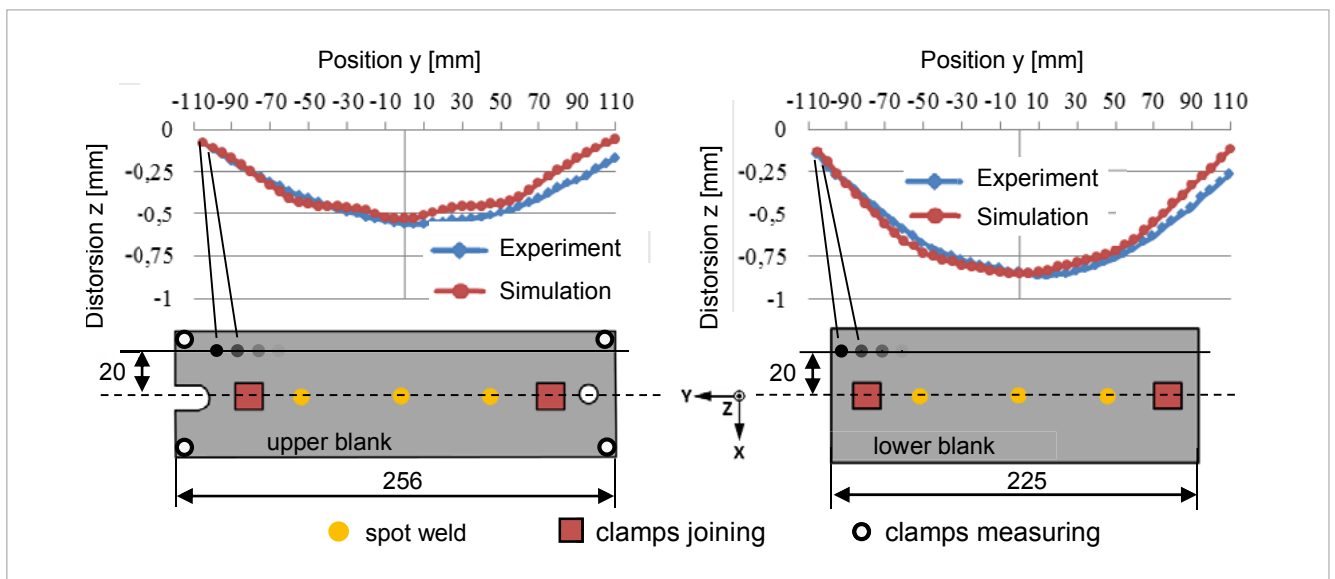 Position y [mm]
-110 -90 -70 -50 -30 -10 10 30 50 70 90 110
Distorsion z [mm]
0
-0,25
-0,5
-0,75
-1
Experiment
Simulation
20
upper blank
256
Position y [mm]
-110 -90 -70 -50 -30 -10 10 30 50 70 90 110
Distorsion z [mm]
0
-0,25
-0,5
-0,75
-1
Experiment
Simulation
Y
Z
X
20
lower blank
225
spot weld
clamps joining
clamps measuring